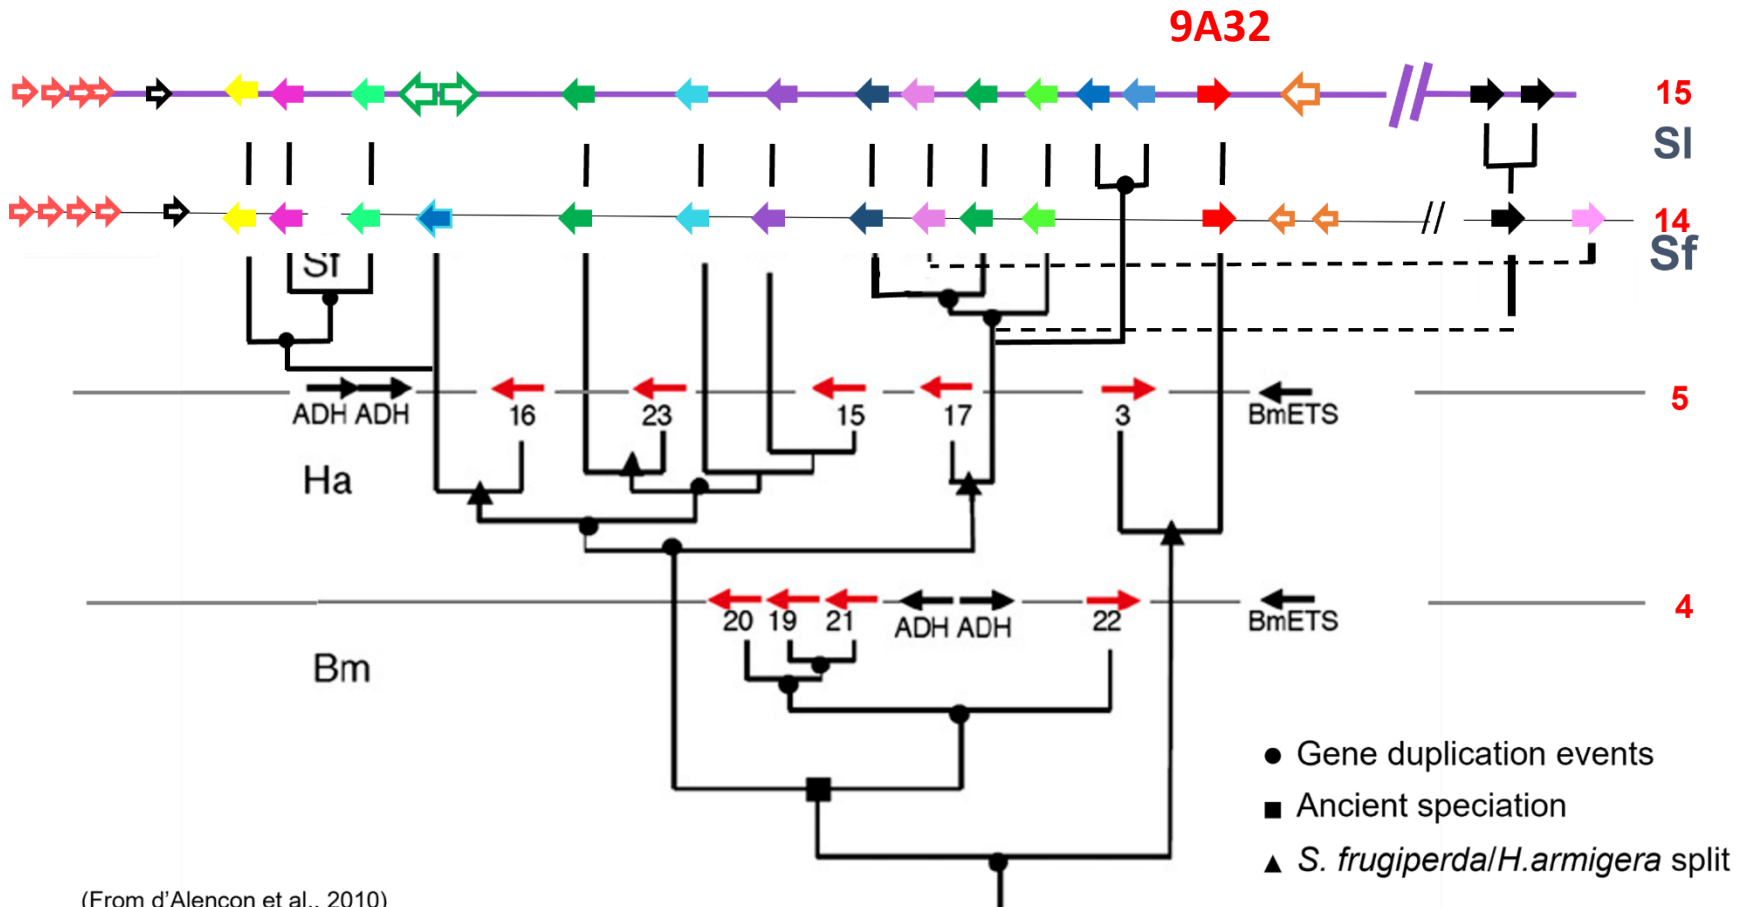 9A32
15
Sl
14
Sf
Sf
5
ADH ADH
16
23
15
17
3
BmETS
Ha
4
20
19
21
ADH ADH
22
BmETS
Bm
Gene duplication events
Ancient speciation
S. frugiperda/H.armigera split
(From d'Alençon et al., 2010)